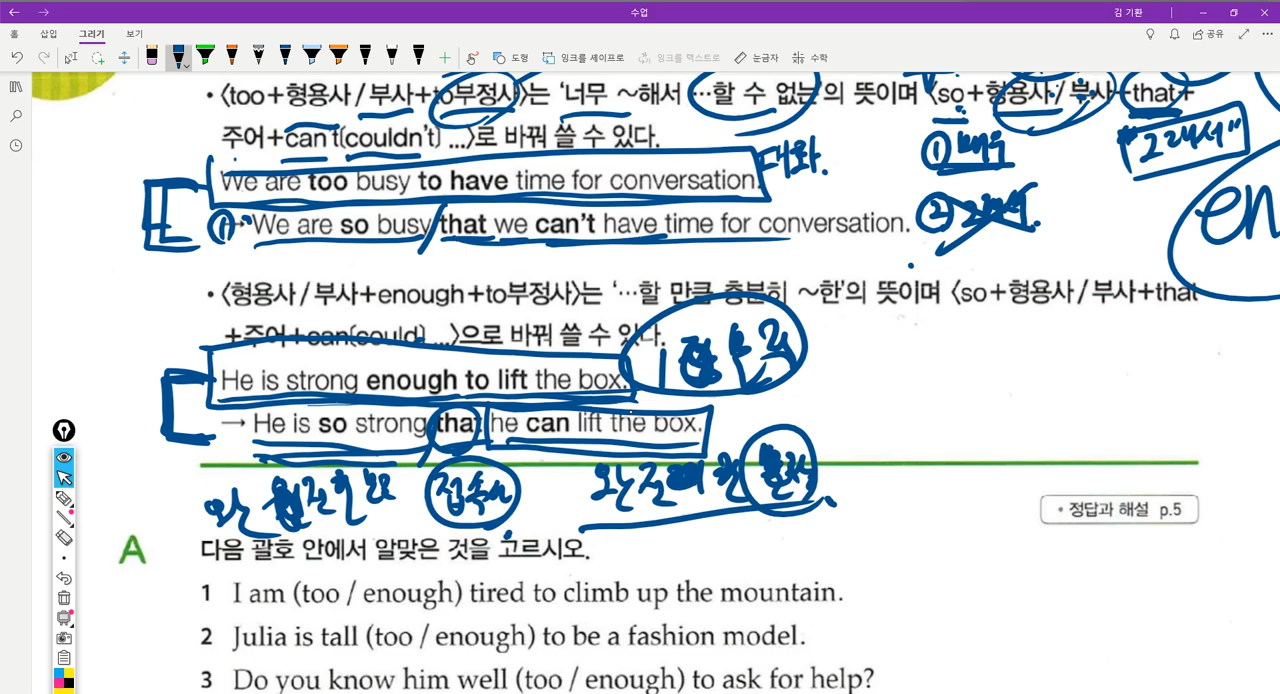 수업
김 기환
홈 삽입 그리기 보기
공유
도형 잉크를 셰이프로 잉크를 텍스트로 눈금자 수학
• 〈too+형용사/부사+to부정사〉는 '너무 ~해서 …할 수 없는'의 뜻이며 〈so+형용사/부사+that+
주어+can't(couldn't) …〉로 바꿔 쓸 수 있다.
대화.
① 매우
"그래서"
We are too busy to have time for conversation.
① → We are so busy that we can't have time for conversation.
② 그래서.
en
• 〈형용사/부사+enough+to부정사〉는 '…할 만큼 충분히 ~한'의 뜻이며 〈so+형용사/부사+that
+주어+can(could) …〉으로 바꿔 쓸 수 있다.
He is strong enough to lift the box.
→ He is so strong that he can lift the box.
접속사
정답과 해설 p.5
A 다음 괄호 안에서 알맞은 것을 고르시오.
1 I am (too / enough) tired to climb up the mountain.
2 Julia is tall (too / enough) to be a fashion model.
3 Do you know him well (too / enough) to ask for help?